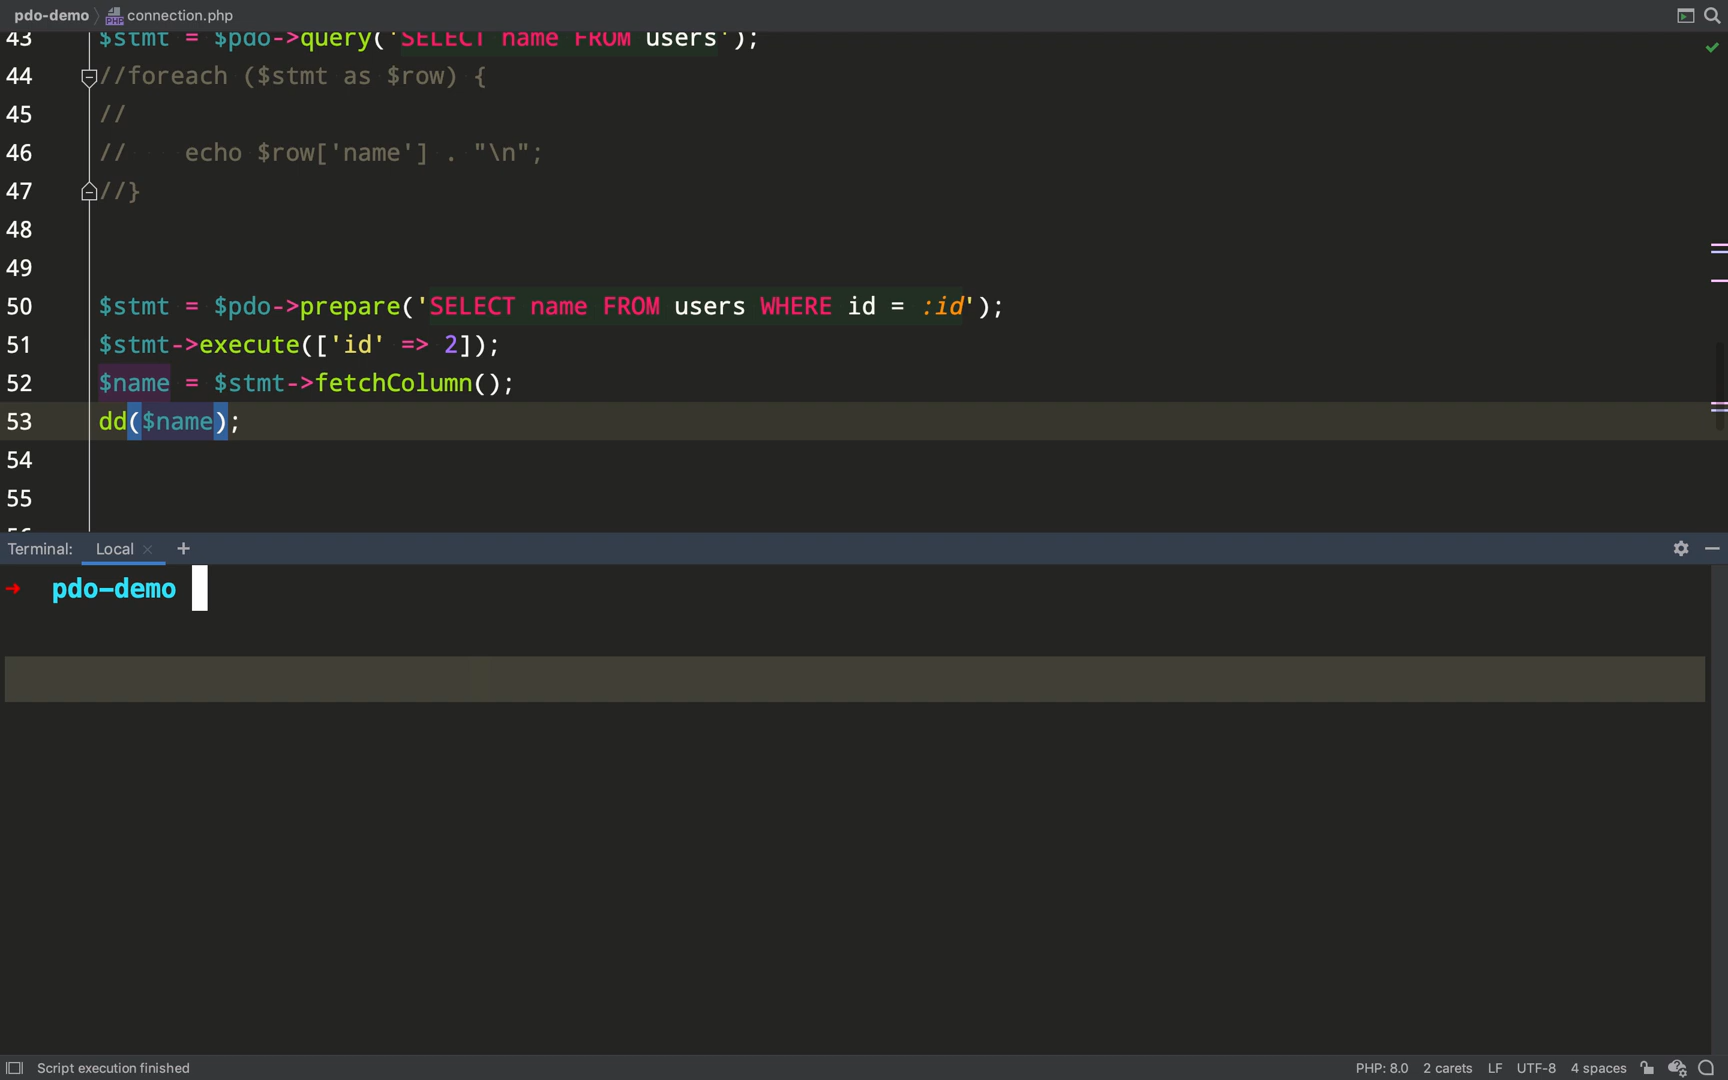 pdo-demo connection.php
43 $stmt = $pdo->query('SELECT name FROM users');
44 //foreach ($stmt as $row) {
45 //
46 //    echo $row['name'] . "\n";
47 //}
48
49
50 $stmt = $pdo->prepare('SELECT name FROM users WHERE id = :id');
51 $stmt->execute(['id' => 2]);
52 $name = $stmt->fetchColumn();
53 dd($name);
54
55
Terminal: Local × +
→ pdo-demo
Script execution finished PHP: 8.0 2 carets LF UTF-8 4 spaces